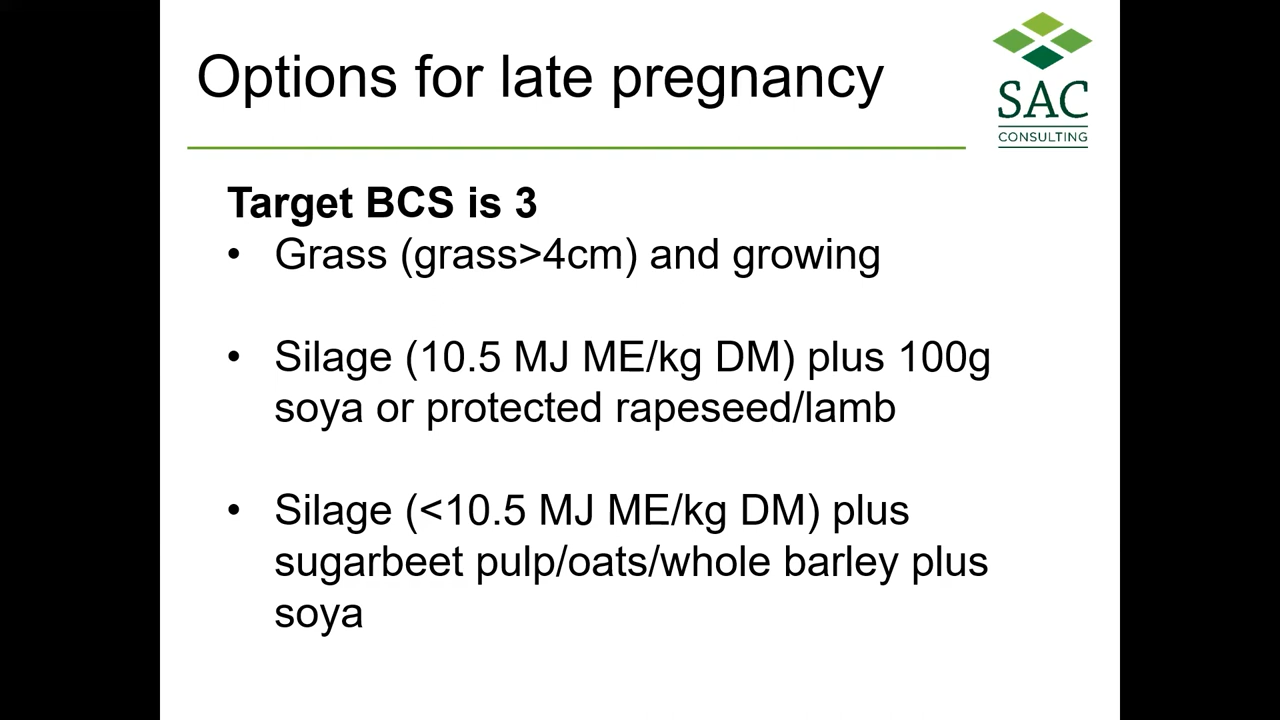 Options for late pregnancy
SAC
CONSULTING
Target BCS is 3
• Grass (grass>4cm) and growing
• Silage (10.5 MJ ME/kg DM) plus 100g
soya or protected rapeseed/lamb
• Silage (<10.5 MJ ME/kg DM) plus
sugarbeet pulp/oats/whole barley plus
soya